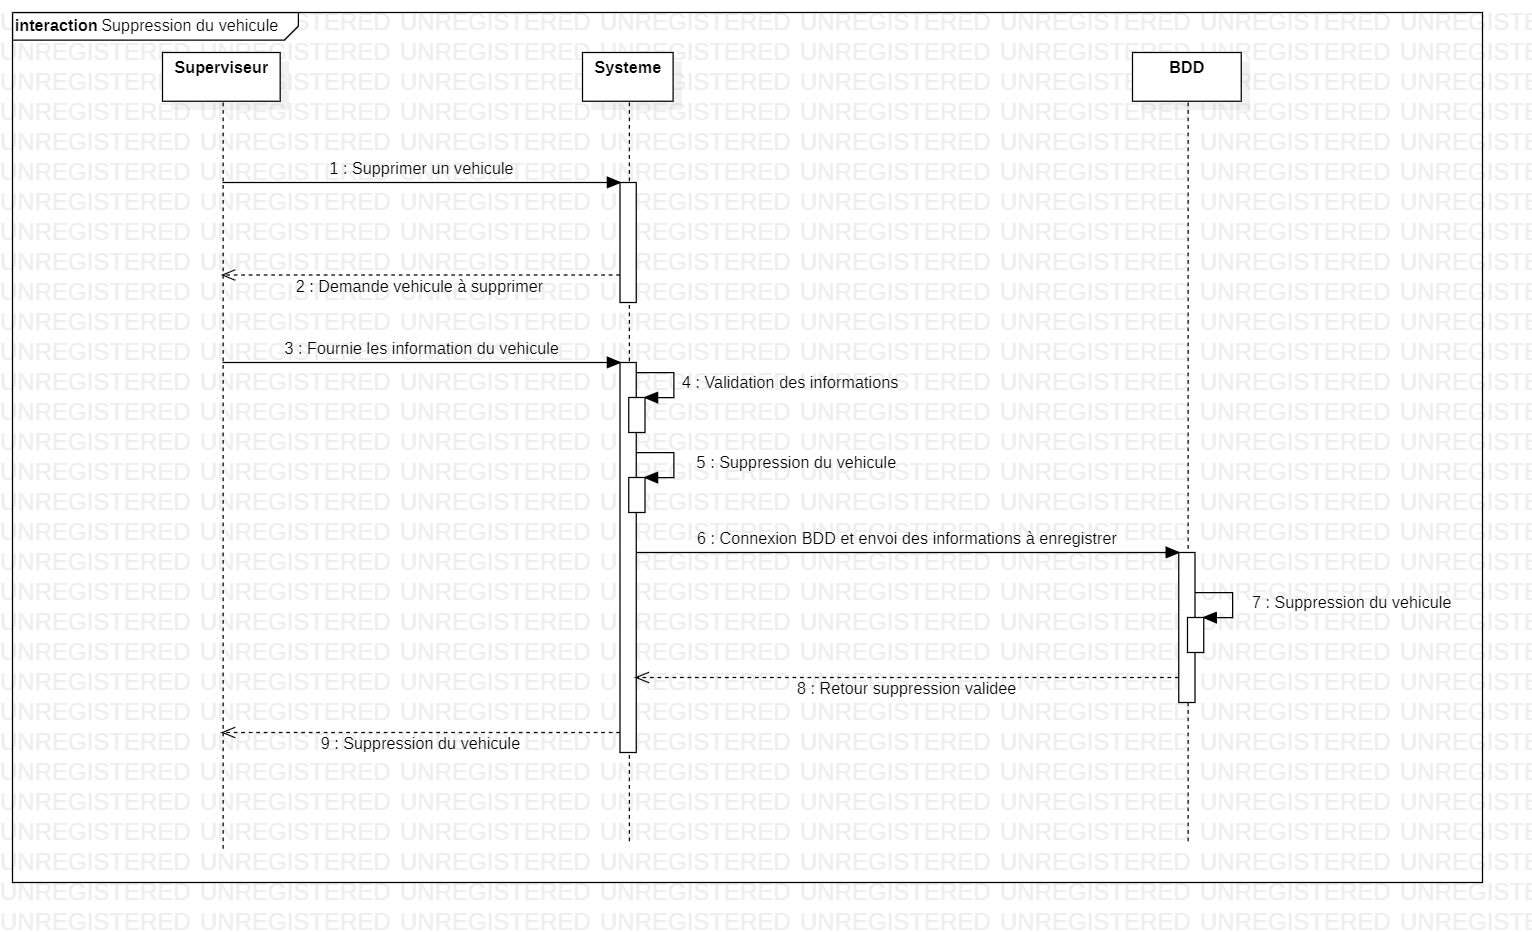 interaction Suppression du vehicule
Superviseur
Systeme
BDD
1 : Supprimer un vehicule
2 : Demande vehicule à supprimer
3 : Fournie les information du vehicule
4 : Validation des informations
5 : Suppression du vehicule
6 : Connexion BDD et envoi des informations à enregistrer
7 : Suppression du vehicule
8 : Retour suppression validee
9 : Suppression du vehicule
UNREGISTERED